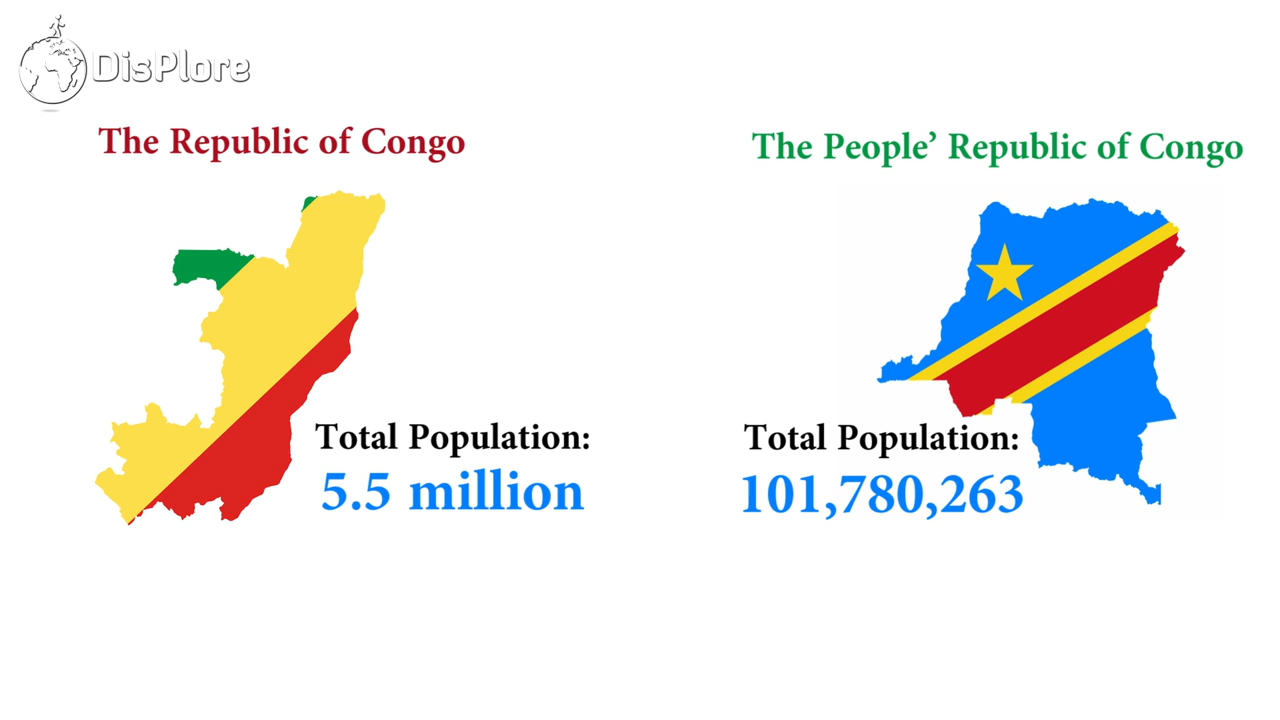 DisPlore
The Republic of Congo
The People’ Republic of Congo
Total Population:
5.5 million
Total Population:
101,780,263